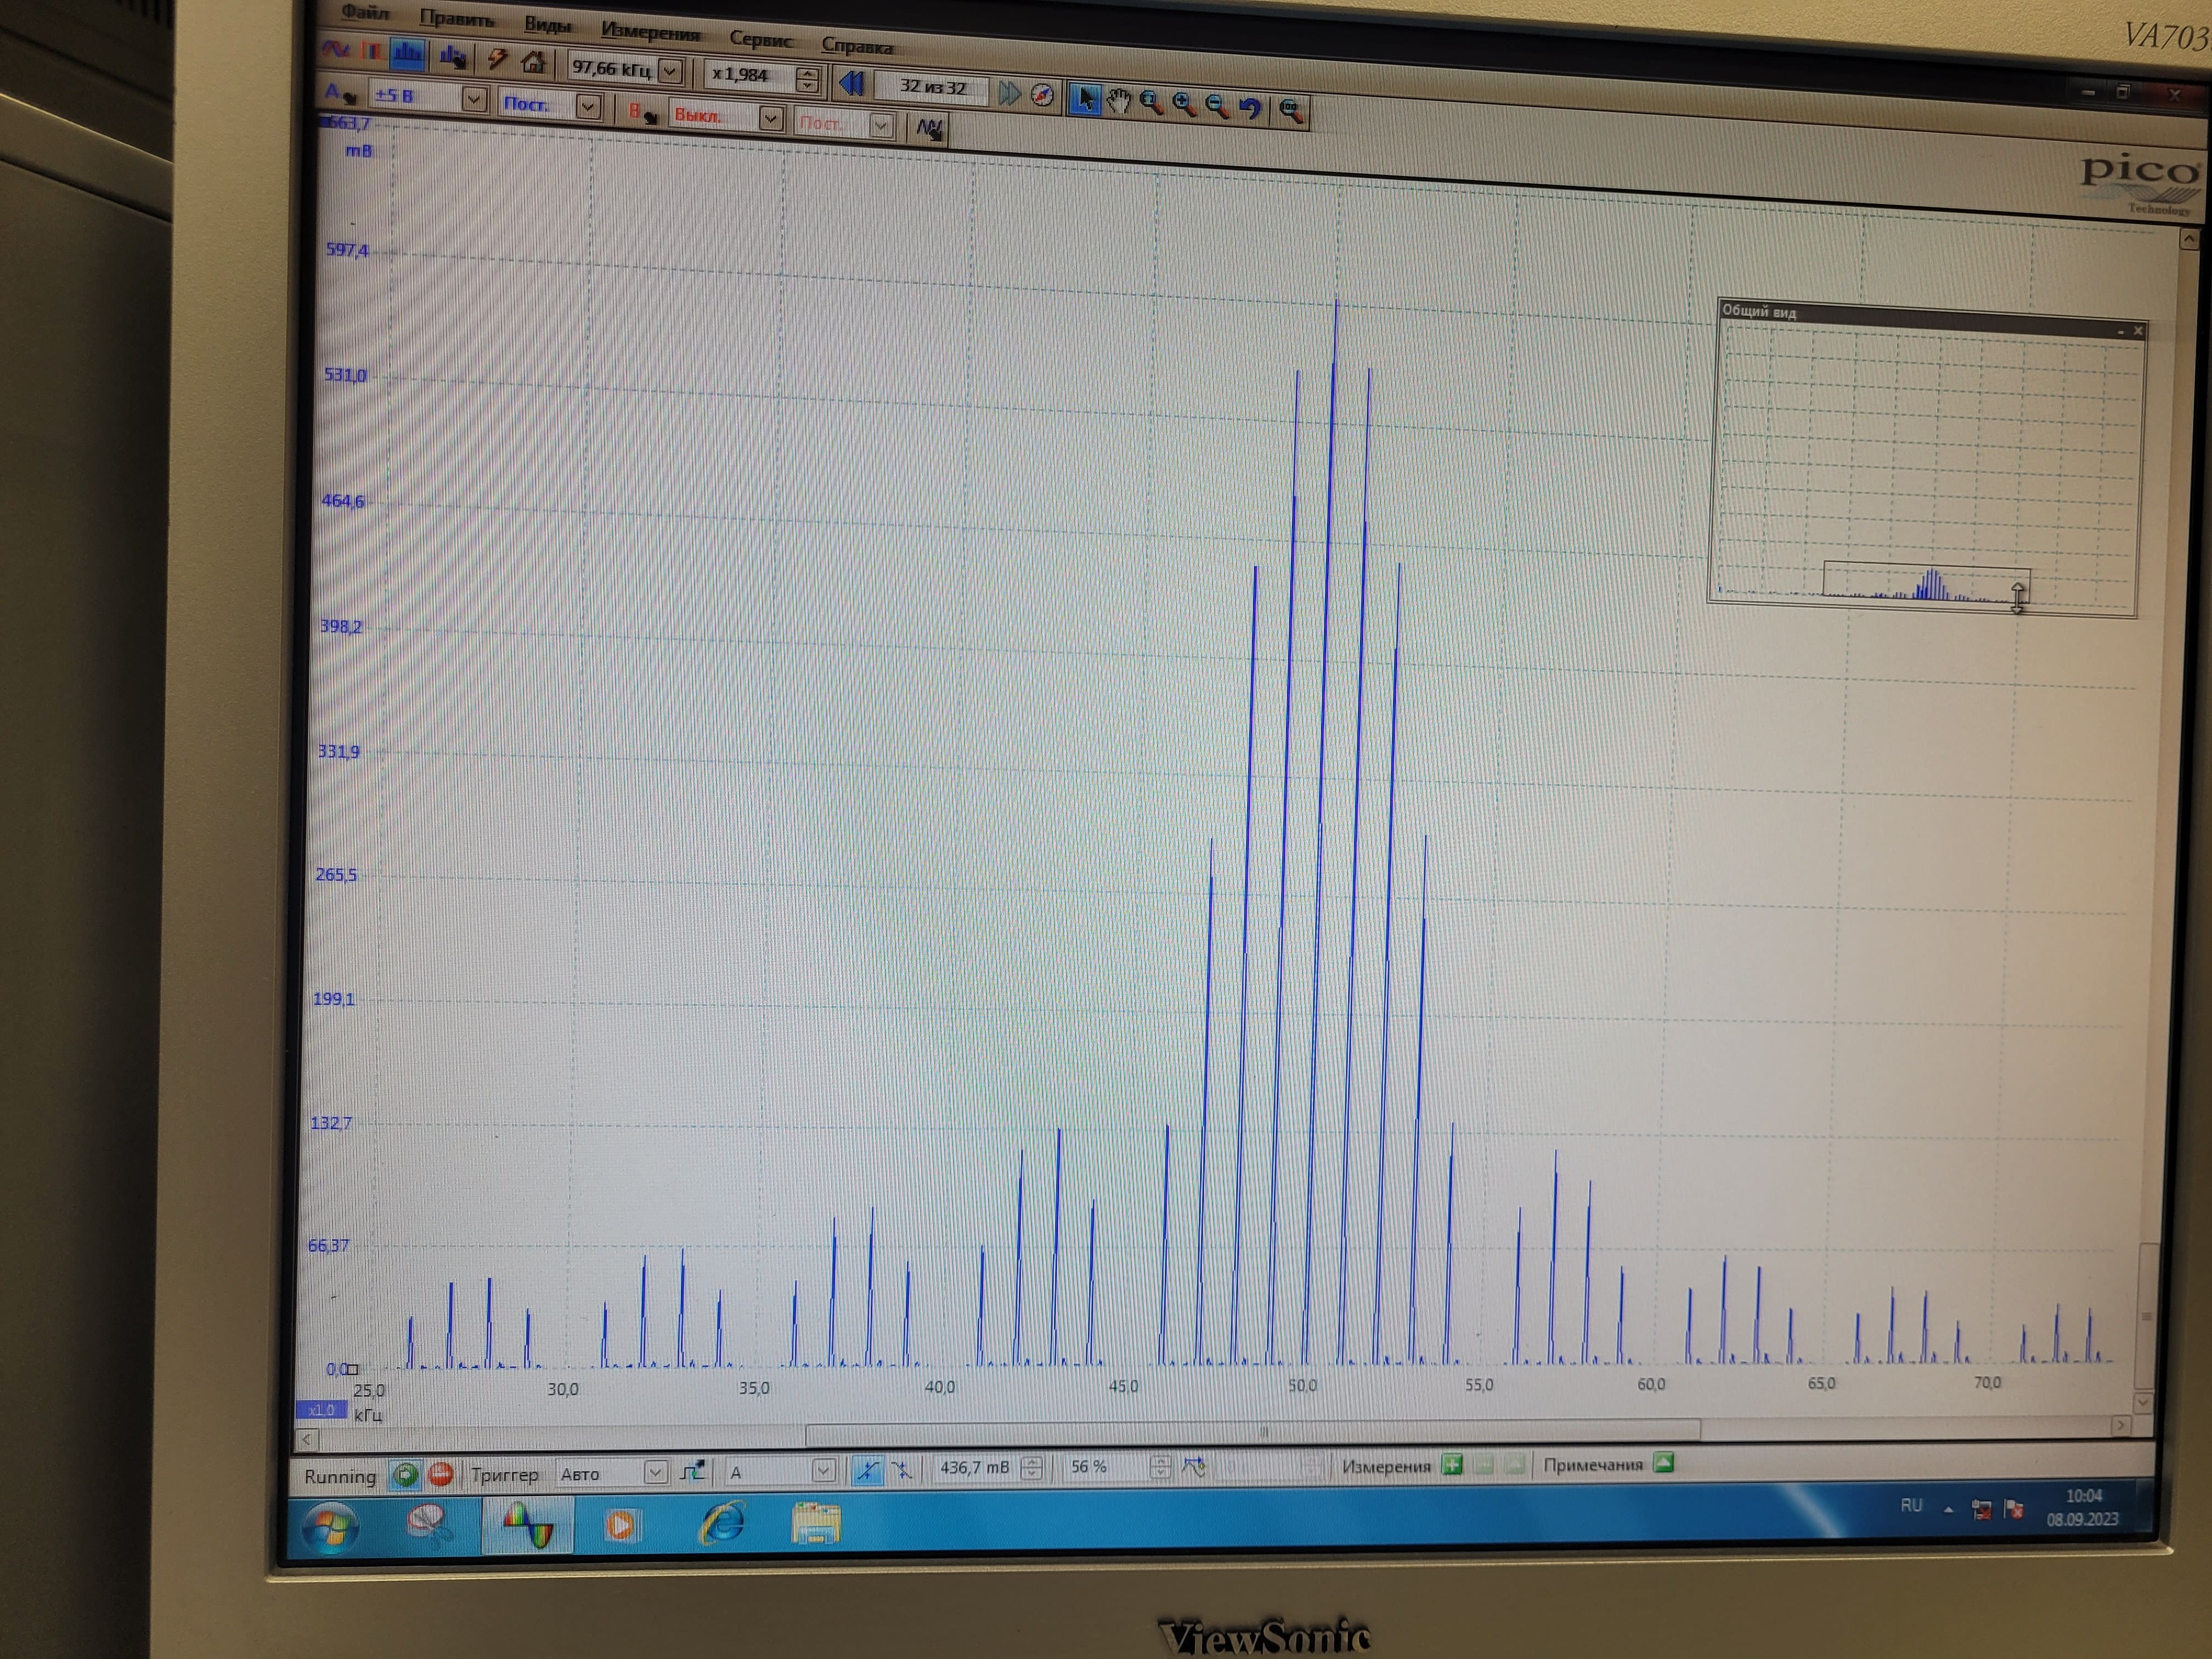 VA703
Файл Править Виды Измерения Сервис Справка
97,66 кГц x 1,984 32 из 32
A ±5 В Пост. B Выкл. Пост.
pico
Technology
663,7
mB
597,4
531,0
464,6
398,2
331,9
265,5
199,1
132,7
66,37
0,0
Общий вид
25,0 30,0 35,0 40,0 45,0 50,0 55,0 60,0 65,0 70,0
x1,0 кГц
Running Триггер Авто A 436,7 mB 56 % Измерения Примечания
RU 10:04
08.09.2023
ViewSonic